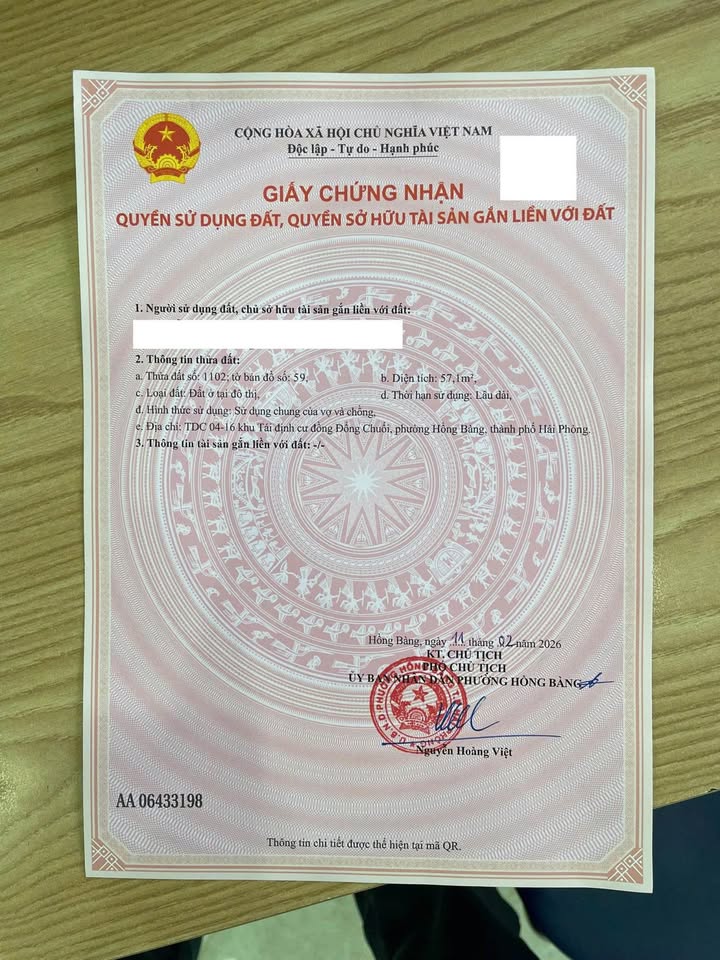 CỘNG HÒA XÃ HỘI CHỦ NGHĨA VIỆT NAM
Độc lập - Tự do - Hạnh phúc
GIẤY CHỨNG NHẬN
QUYỀN SỬ DỤNG ĐẤT, QUYỀN SỞ HỮU TÀI SẢN GẮN LIỀN VỚI ĐẤT
1. Người sử dụng đất, chủ sở hữu tài sản gắn liền với đất:
2. Thông tin thửa đất:
a. Thửa đất số: 1102; tờ bản đồ số: 59, b. Diện tích: 57,1m²,
c. Loại đất: Đất ở tại đô thị, d. Thời hạn sử dụng: Lâu dài,
đ. Hình thức sử dụng: Sử dụng chung của vợ và chồng,
e. Địa chỉ: TDC 04-16 khu Tái định cư đồng Đống Chuối, phường Hồng Bàng, thành phố Hải Phòng.
3. Thông tin tài sản gắn liền với đất: -/-
Hồng Bàng, ngày 11 tháng 02 năm 2026
KT. CHỦ TỊCH
PHÓ CHỦ TỊCH
ỦY BAN NHÂN DÂN PHƯỜNG HỒNG BÀNG
Nguyễn Hoàng Việt
AA 06433198
Thông tin chi tiết được thể hiện tại mã QR.